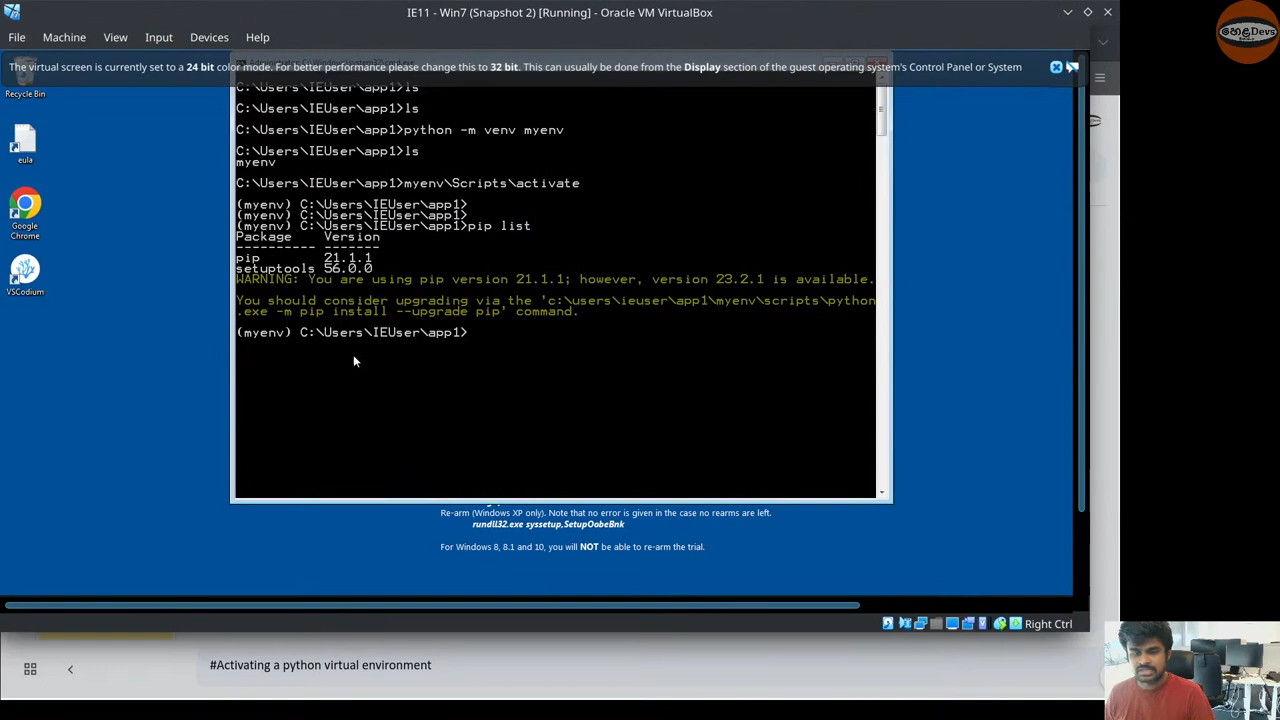 IE11 - Win7 (Snapshot 2) [Running] - Oracle VM VirtualBox
හෙළDevs
File Machine View Input Devices Help
The virtual screen is currently set to a 24 bit color mode. For better performance please change this to 32 bit. This can usually be done from the Display section of the guest operating system's Control Panel or System
Recycle Bin
eula
Google
Chrome
VSCodium
C:\Users\IEUser\app1>ls
C:\Users\IEUser\app1>ls
C:\Users\IEUser\app1>python -m venv myenv
C:\Users\IEUser\app1>ls
myenv
C:\Users\IEUser\app1>myenv\Scripts\activate
(myenv) C:\Users\IEUser\app1>
(myenv) C:\Users\IEUser\app1>
(myenv) C:\Users\IEUser\app1>pip list
Package    Version
---------- -------
pip        21.1.1
setuptools 56.0.0
WARNING: You are using pip version 21.1.1; however, version 23.2.1 is available.
You should consider upgrading via the 'c:\users\ieuser\app1\myenv\scripts\python
.exe -m pip install --upgrade pip' command.
(myenv) C:\Users\IEUser\app1>
Re-arm (Windows XP only). Note that no error is given in the case no rearms are left.
rundll32.exe syssetup,SetupOobeBnk
For Windows 8, 8.1 and 10, you will NOT be able to re-arm the trial.
Right Ctrl
#Activating a python virtual environment